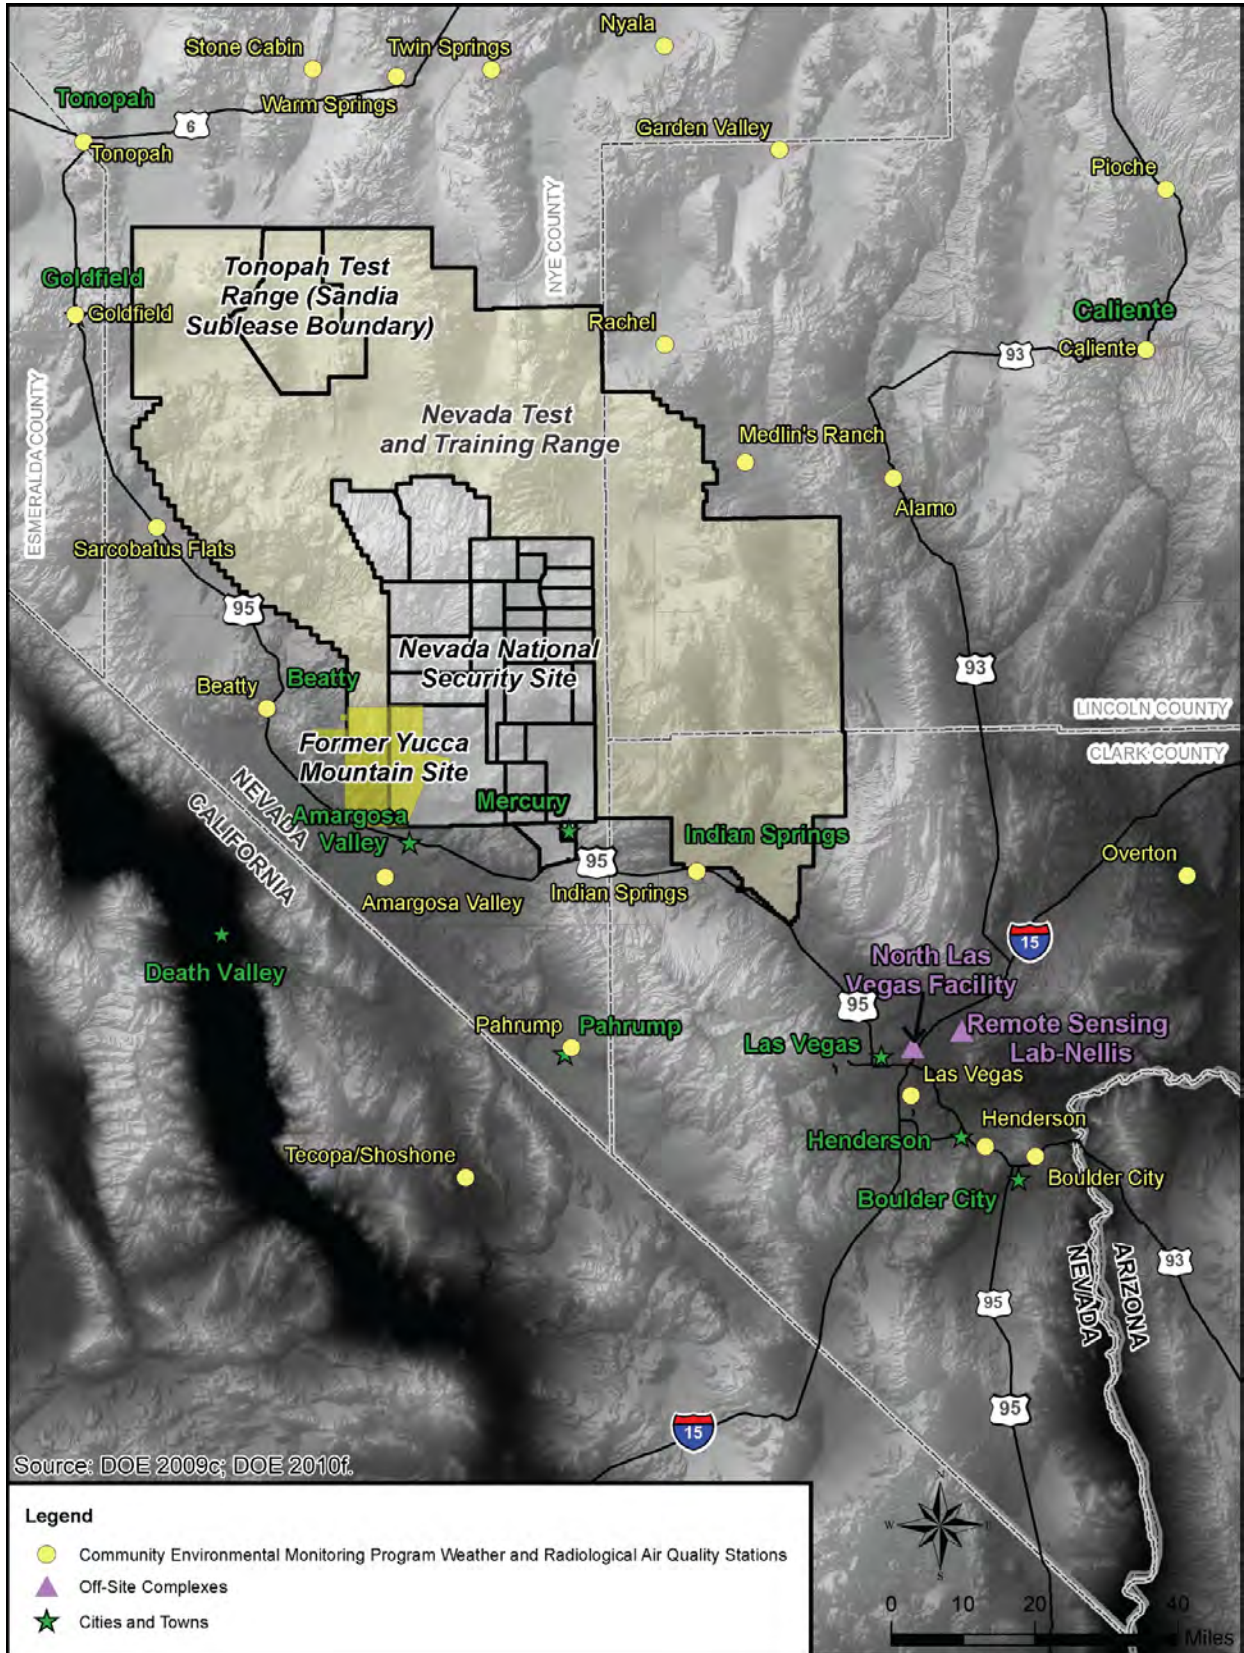 Nyala
Stone Cabin
Twin Springs
Tonopah
Warm Springs
6
Garden Valley
Tonopah
Pioche
NYE COUNTY
Tonopah Test
Range (Sandia
Sublease Boundary)
Goldfield
Goldfield
Caliente
Rachel
93
Caliente
ESMERALDA COUNTY
Nevada Test
and Training Range
Medlin's Ranch
Alamo
Sarcobatus Flats
95
Nevada National
Security Site
93
Beatty
Beatty
LINCOLN COUNTY
Former Yucca
Mountain Site
CLARK COUNTY
NEVADA
CALIFORNIA
Mercury
Amargosa
Valley
Indian Springs
95
Overton
Amargosa Valley
Indian Springs
15
North Las
Vegas Facility
Death Valley
95
Pahrump
Pahrump
Las Vegas
Remote Sensing
Lab-Nellis
Las Vegas
Henderson
Henderson
Tecopa/Shoshone
Boulder City
Boulder City
ARIZONA
NEVADA
93
95
95
15
Source: DOE 2009c; DOE 2010f.
Legend
Community Environmental Monitoring Program Weather and Radiological Air Quality Stations
Off-Site Complexes
Cities and Towns
N
W
E
S
0 10 20 40
Miles